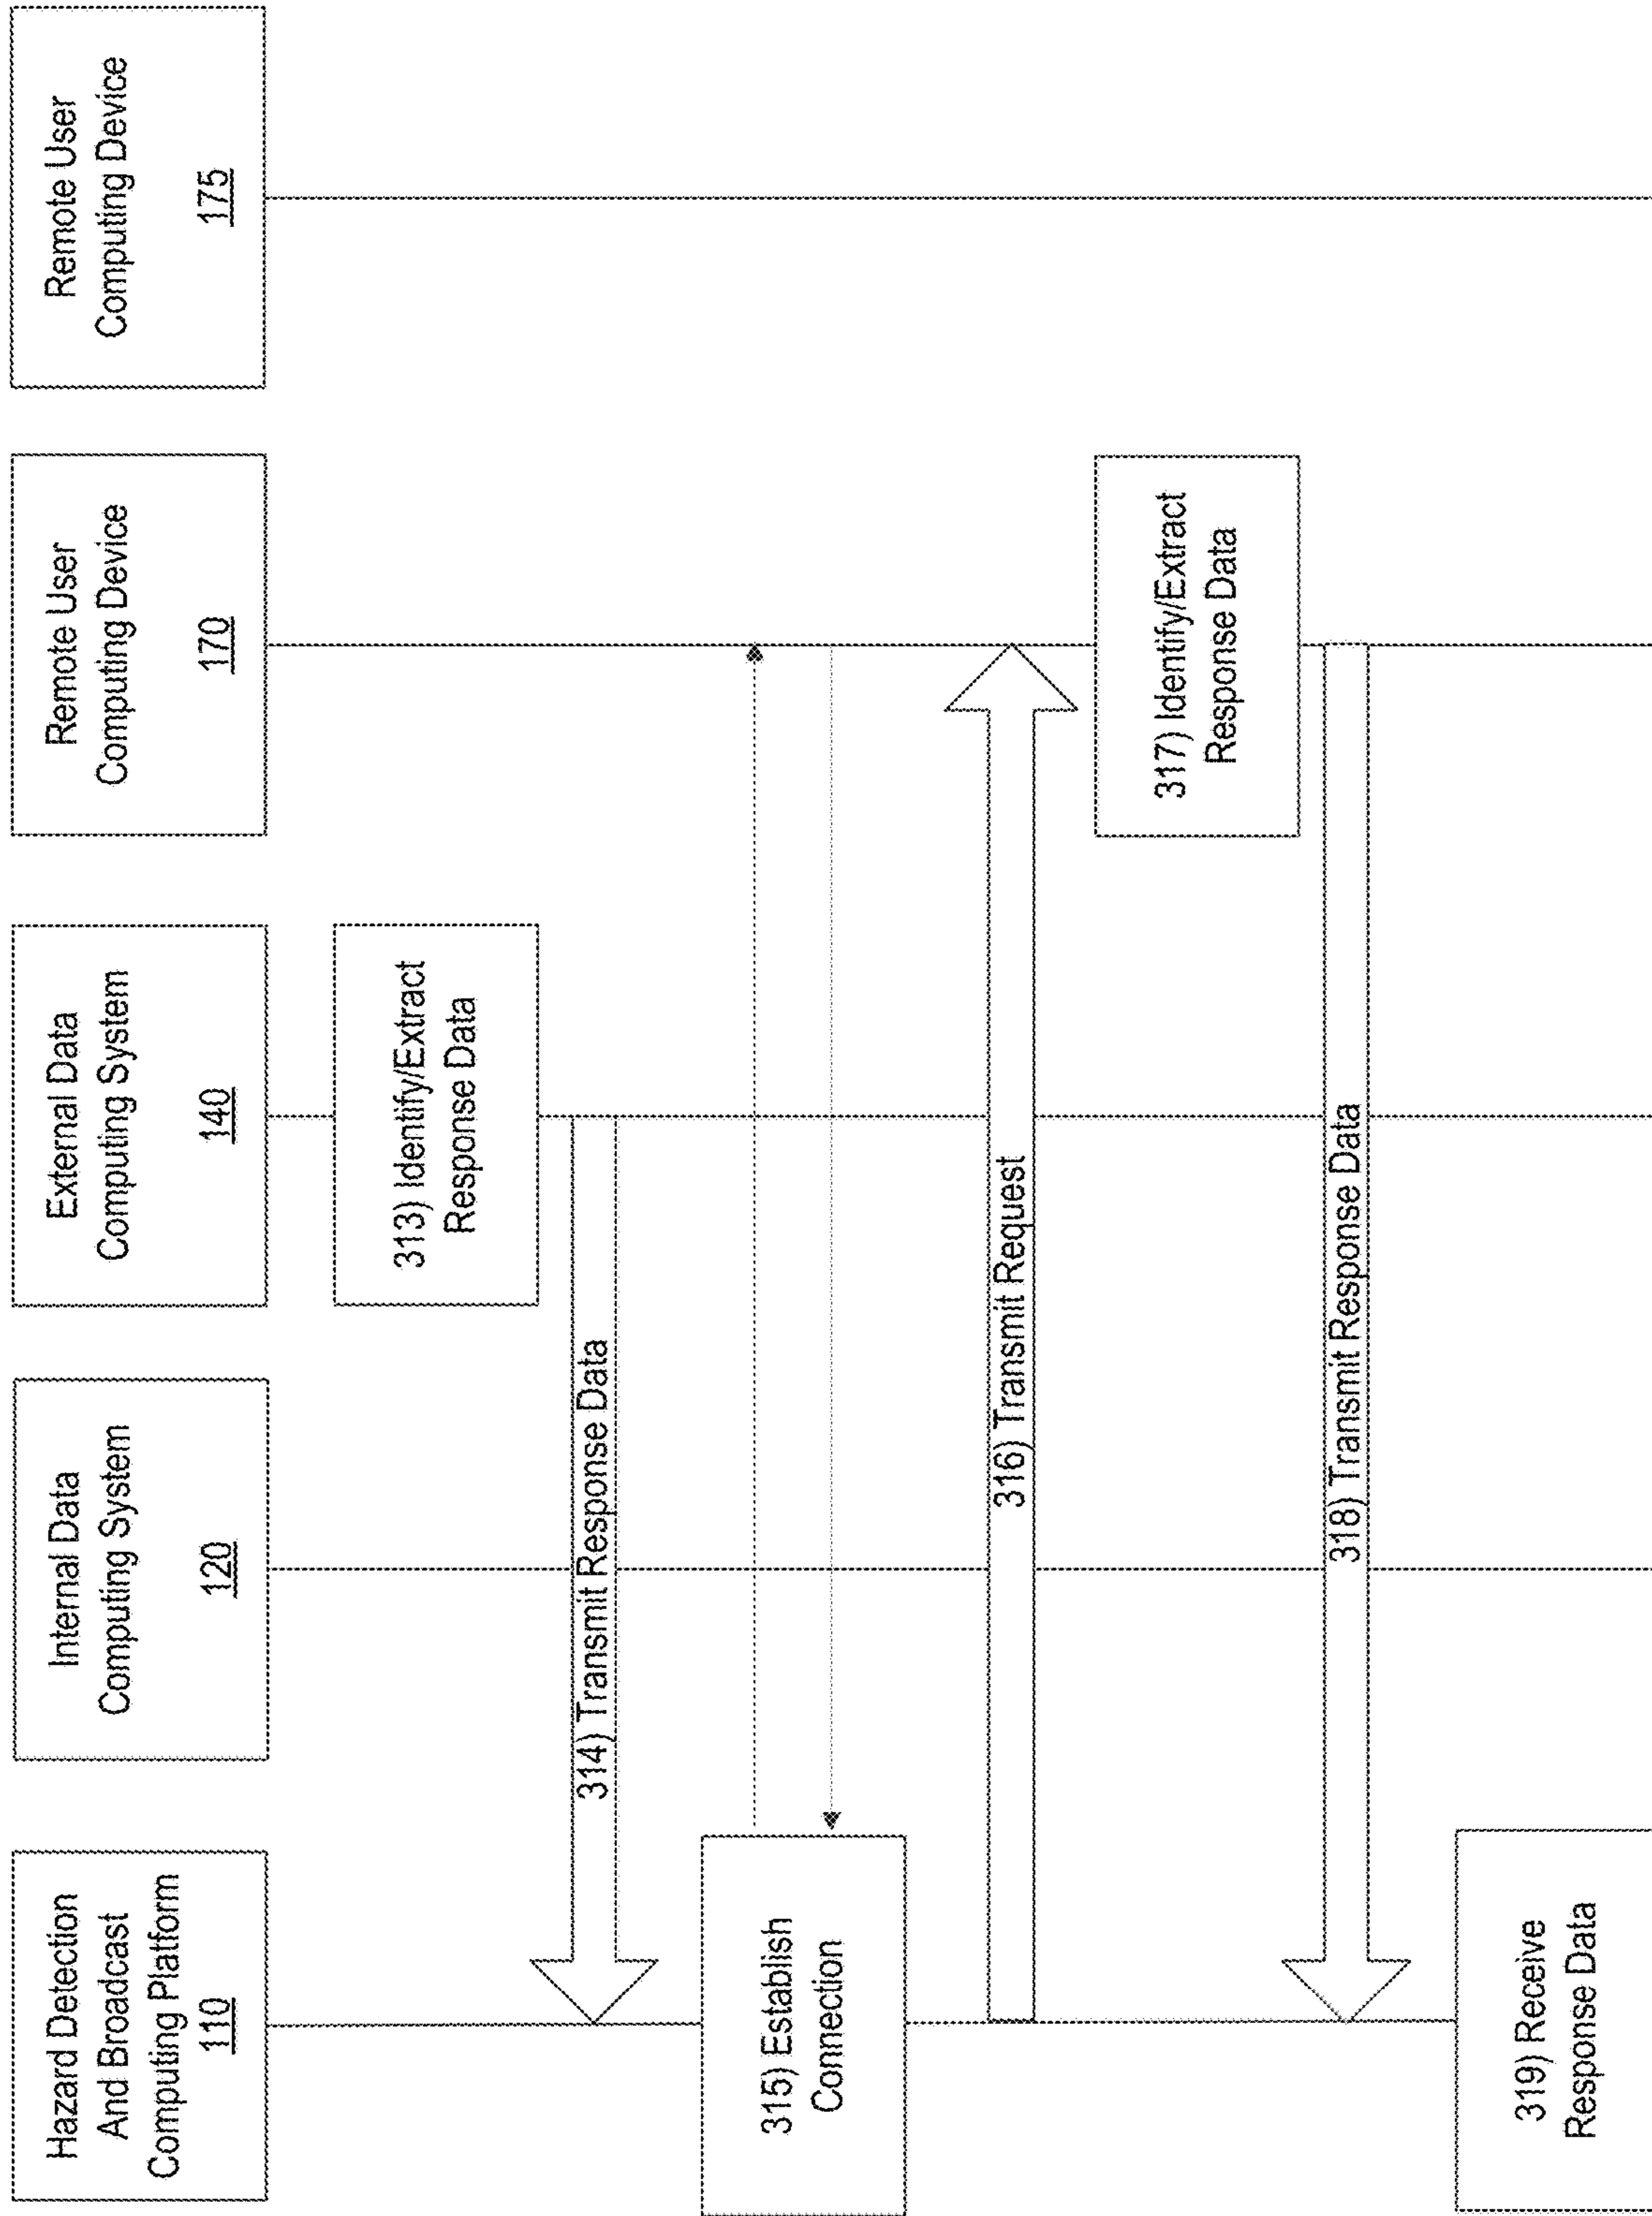 Hazard Detection
And Broadcast
Computing Platform
110
Internal Data
Computing System
120
External Data
Computing System
140
Remote User
Computing Device
170
Remote User
Computing Device
175
313) Identify/Extract
Response Data
314) Transmit Response Data
315) Establish
Connection
316) Transmit Request
317) Identify/Extract
Response Data
318) Transmit Response Data
319) Receive
Response Data